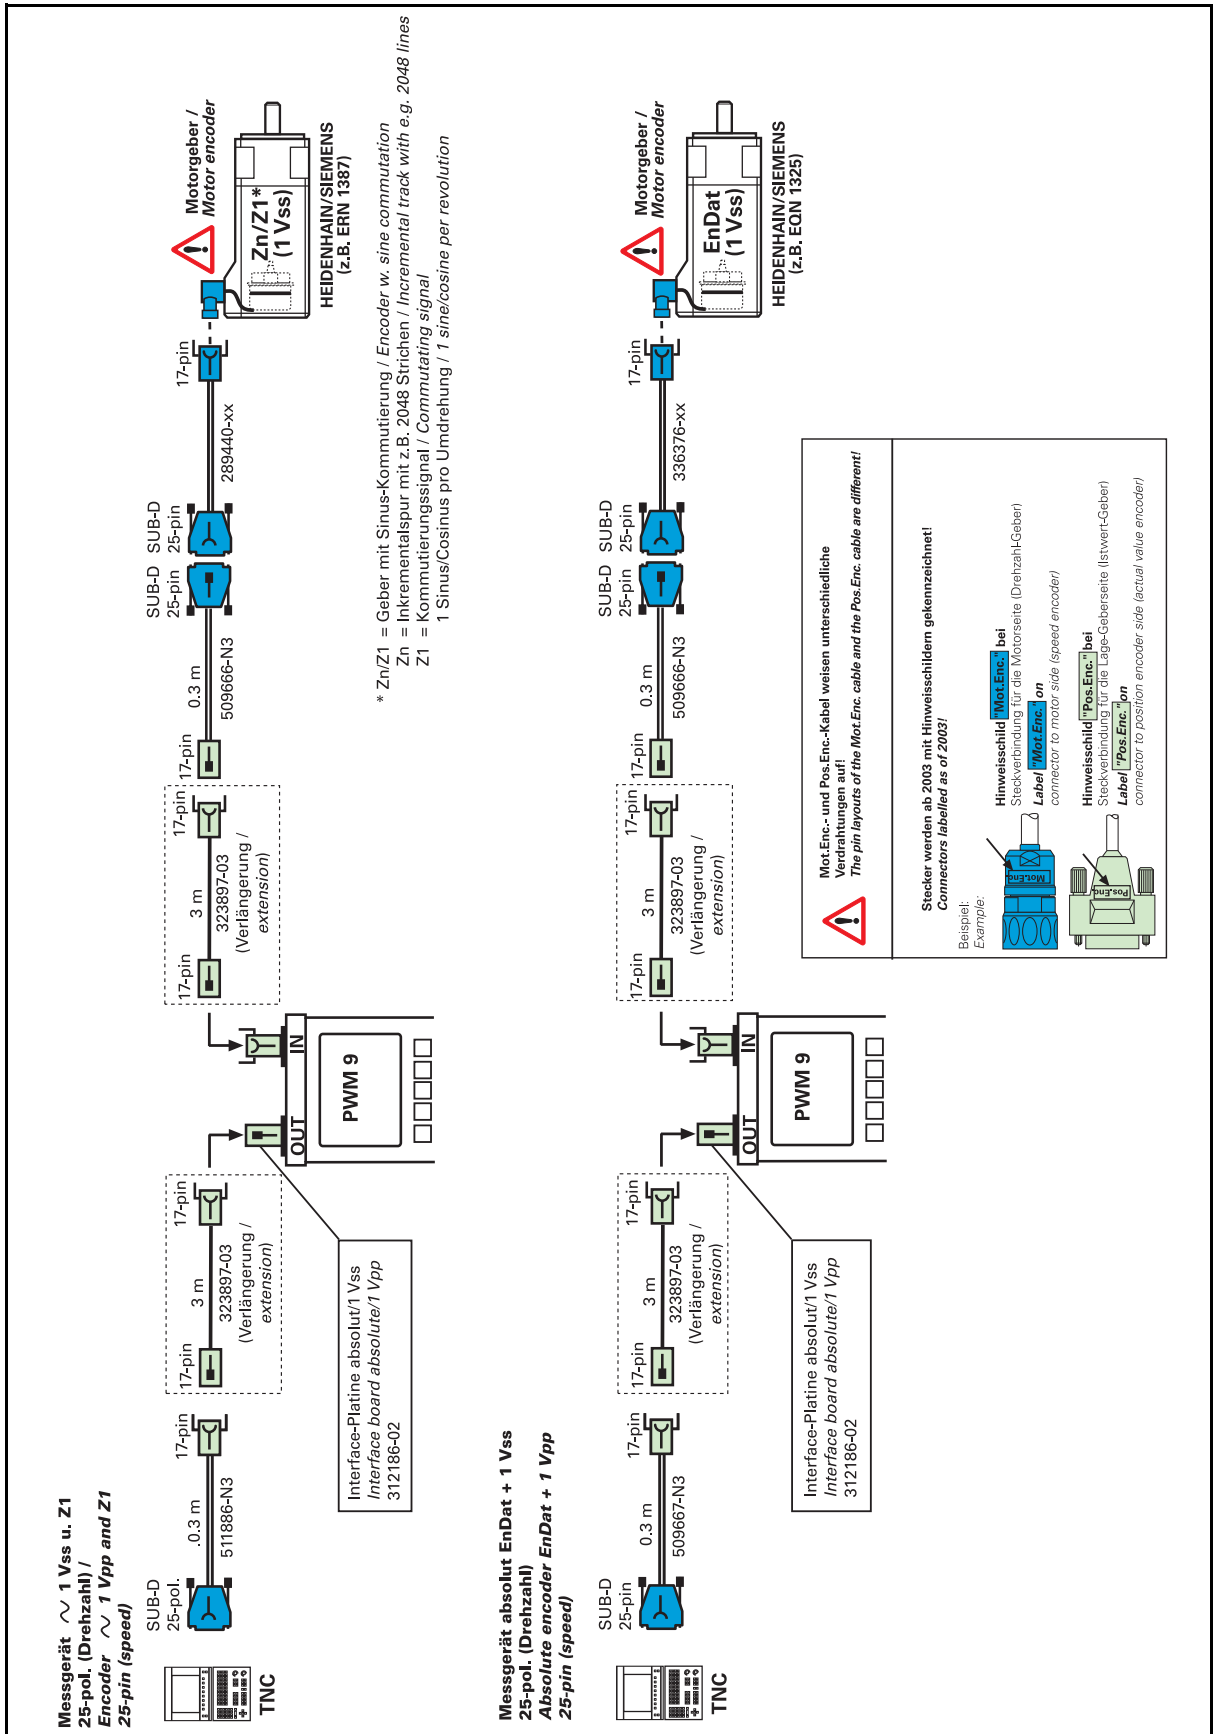 Messgerät ~ 1 Vss u. Z1
25-pol. (Drehzahl) /
Encoder ~ 1 Vpp and Z1
25-pin (speed)
TNC
SUB-D
25-pol.
.0.3 m
511886-N3
17-pin
17-pin
3 m
323897-03
(Verlängerung /
extension)
17-pin
Interface-Platine absolut/1 Vss
Interface board absolute/1 Vpp
312186-02
OUT
IN
PWM 9
17-pin
3 m
323897-03
(Verlängerung /
extension)
17-pin
17-pin
0.3 m
509666-N3
SUB-D
25-pin
SUB-D
25-pin
289440-xx
17-pin
Motorgeber /
Motor encoder
Zn/Z1*
(1 Vss)
HEIDENHAIN/SIEMENS
(z.B. ERN 1387)
* Zn/Z1 = Geber mit Sinus-Kommutierung / Encoder w. sine commutation
Zn = Inkrementalspur mit z.B. 2048 Strichen / Incremental track with e.g. 2048 lines
Z1 = Kommutierungssignal / Commutating signal
1 Sinus/Cosinus pro Umdrehung / 1 sine/cosine per revolution
Messgerät absolut EnDat + 1 Vss
25-pol. (Drehzahl)
Absolute encoder EnDat + 1 Vpp
25-pin (speed)
TNC
SUB-D
25-pin
0.3 m
509667-N3
17-pin
17-pin
3 m
323897-03
(Verlängerung /
extension)
17-pin
Interface-Platine absolut/1 Vss
Interface board absolute/1 Vpp
312186-02
OUT
IN
PWM 9
17-pin
3 m
323897-03
(Verlängerung /
extension)
17-pin
17-pin
0.3 m
509666-N3
SUB-D
25-pin
SUB-D
25-pin
336376-xx
17-pin
Motorgeber /
Motor encoder
EnDat
(1 Vss)
HEIDENHAIN/SIEMENS
(z.B. EQN 1325)
Mot.Enc.- und Pos.Enc.-Kabel weisen unterschiedliche
Verdrahtungen auf!
The pin layouts of the Mot.Enc. cable and the Pos.Enc. cable are different!
Stecker werden ab 2003 mit Hinweisschildern gekennzeichnet!
Connectors labelled as of 2003!
Beispiel:
Example:
Mot.Enc.
Hinweisschild "Mot.Enc." bei
Steckverbindung für die Motorseite (Drehzahl-Geber)
Label "Mot.Enc." on
connector to motor side (speed encoder)
Pos.Enc.
Hinweisschild "Pos.Enc." bei
Steckverbindung für die Lage-Geberseite (Istwert-Geber)
Label "Pos.Enc." on
connector to position encoder side (actual value encoder)